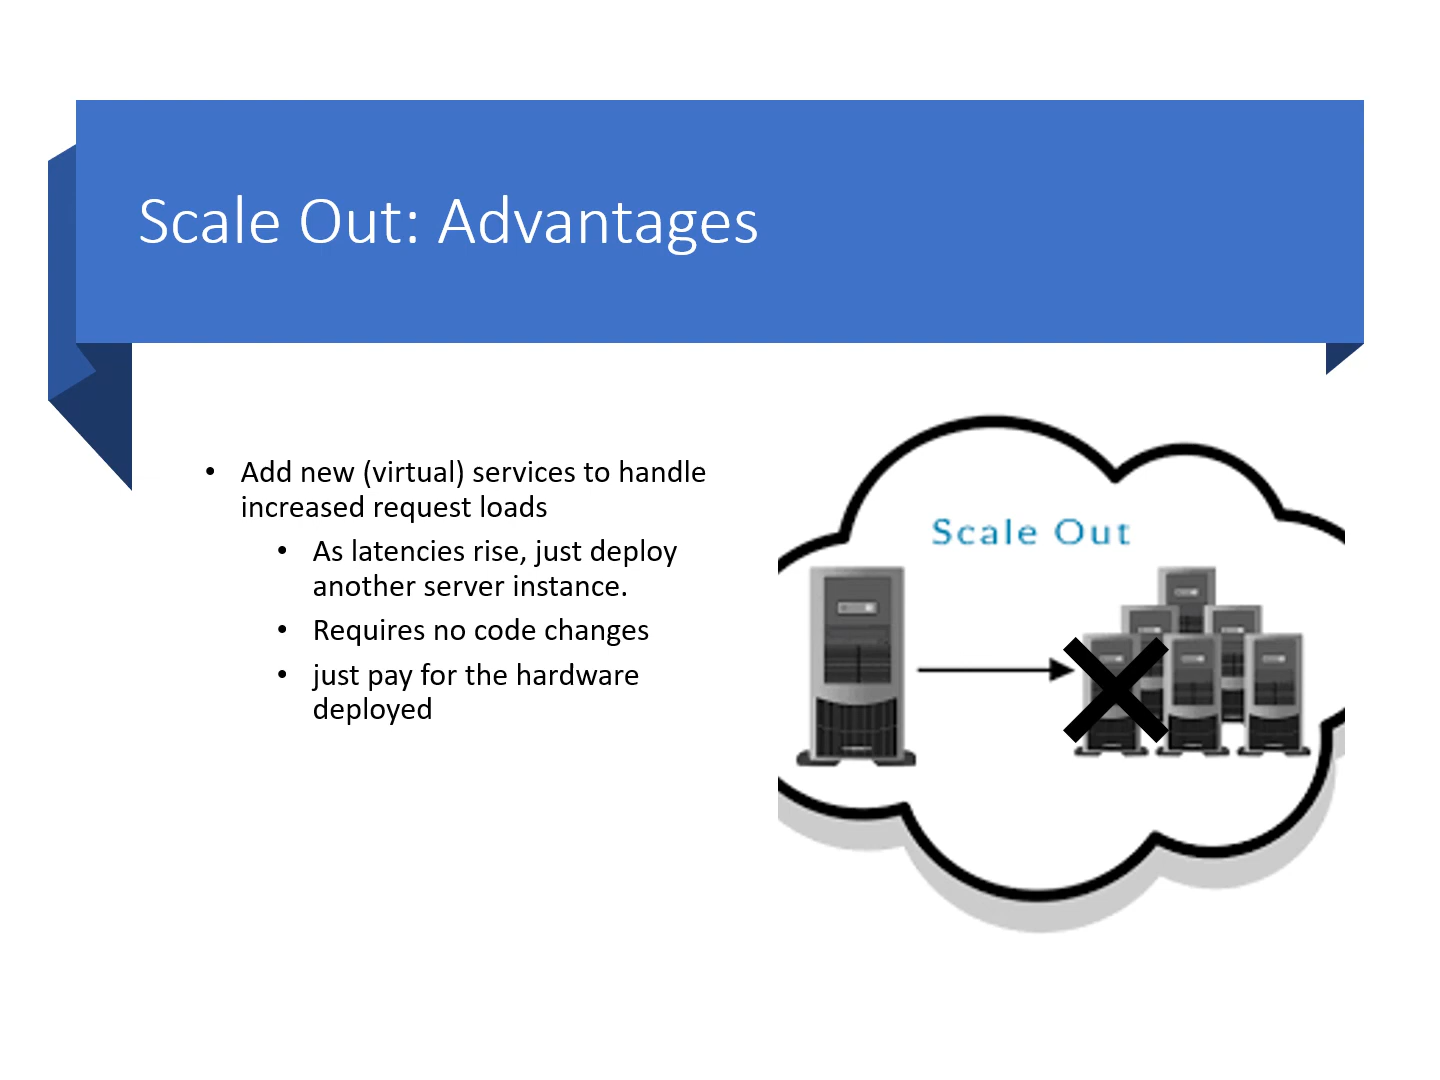 Scale Out: Advantages
• Add new (virtual) services to handle
increased request loads
• As latencies rise, just deploy
another server instance.
• Requires no code changes
• just pay for the hardware
deployed
Scale Out